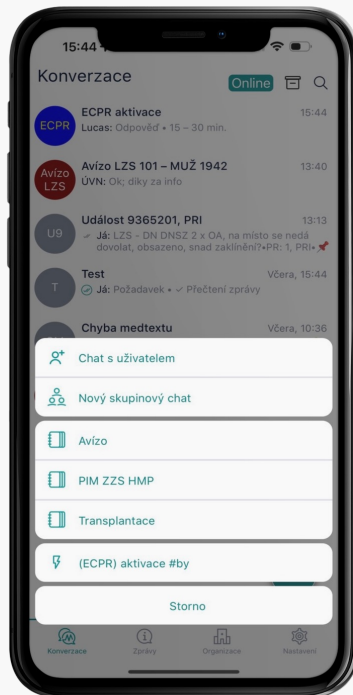 15:44
Konverzace
Online
ECPR
ECPR aktivace
15:44
Lucas: Odpověď • 15 – 30 min.
Avízo
LZS
Avízo LZS 101 – MUŽ 1942
13:40
ÚVN: Ok; diky za info
U9
Událost 9365201, PRI
13:13
Já: LZS - DN DNSZ 2 x OA, na místo se nedá
dovolat, obsazeno, snad zaklínění?•PR: 1, PRI•
T
Test
Včera, 15:44
Já: Požadavek • ✓ Přečtení zprávy
Chyba medtextu
Včera, 10:36
Chat s uživatelem
Nový skupinový chat
Avízo
PIM ZZS HMP
Transplantace
(ECPR) aktivace #by
Storno
Konverzace
Zprávy
Organizace
Nastavení